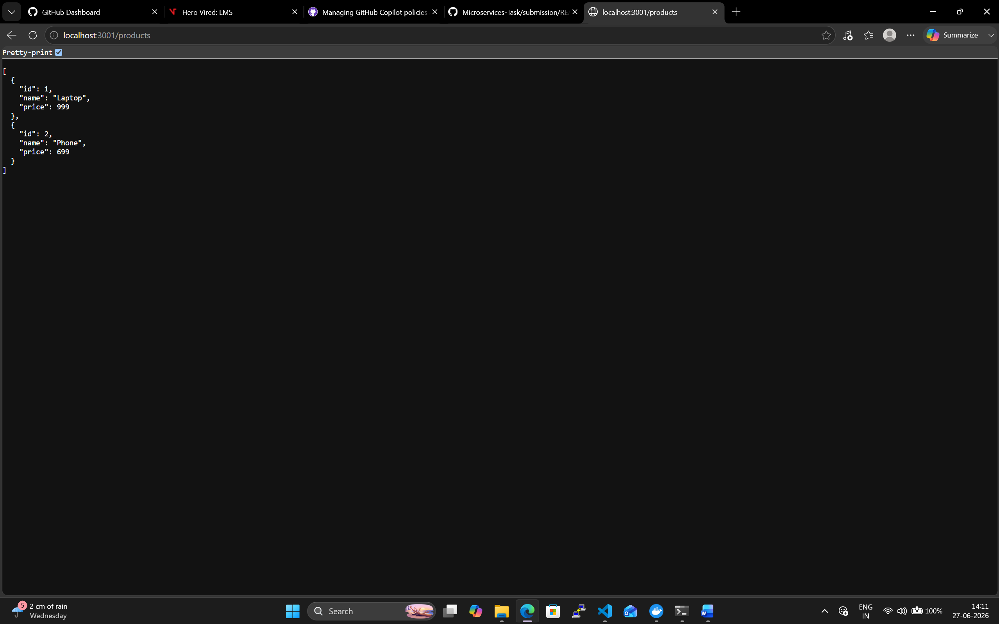 GitHub Dashboard
Hero Vired: LMS
Managing GitHub Copilot policies
Microservices-Task/submission/REA
localhost:3001/products
localhost:3001/products
Summarize
Pretty-print
[
  {
    "id": 1,
    "name": "Laptop",
    "price": 999
  },
  {
    "id": 2,
    "name": "Phone",
    "price": 699
  }
]
5
2 cm of rain
Wednesday
Search
ENG
IN
100%
14:11
27-06-2026